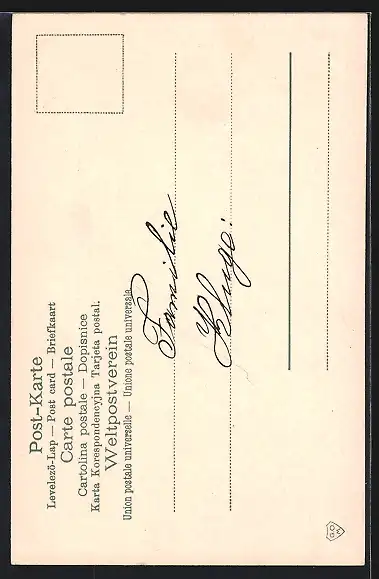 Post-Karte
Levelező-Lap — Post card — Briefkaart
Carte postale
Cartolina postale — Dopisnice
Karta Korespondencyjna Tarjeta postal.
Weltpostverein
Union postale universelle — Unione postale universale.
Familie
Kluge.